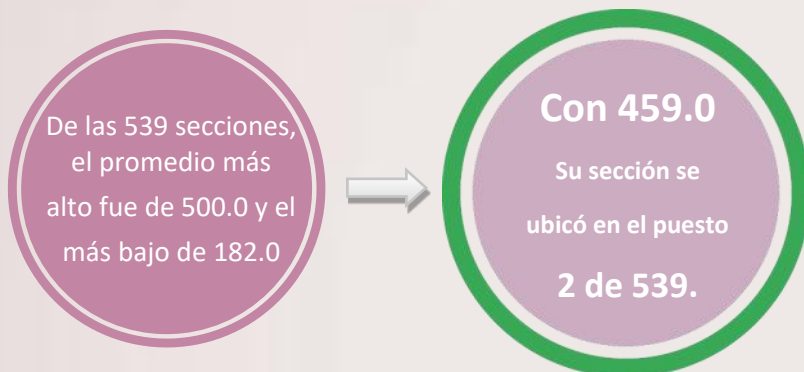 De las 539 secciones,
el promedio más
alto fue de 500.0 y el
más bajo de 182.0
Con 459.0
Su sección se
ubicó en el puesto
2 de 539.